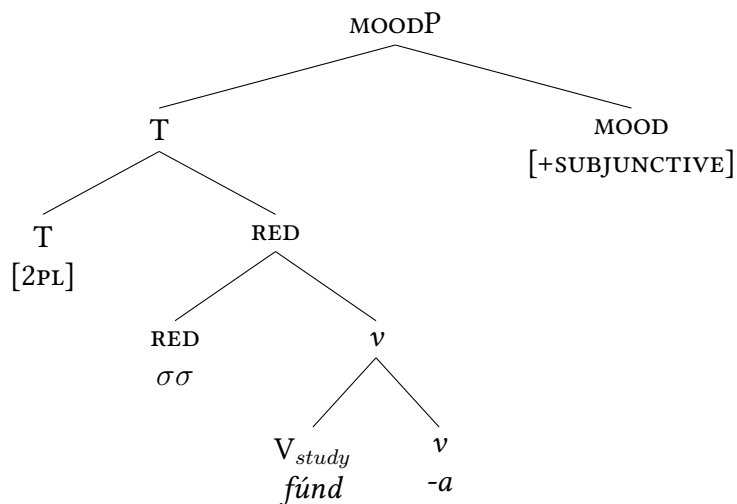 MOODP
T MOOD
[+SUBJUNCTIVE]
T RED
[2PL]
RED v
σσ
V_study v
fúnd -a